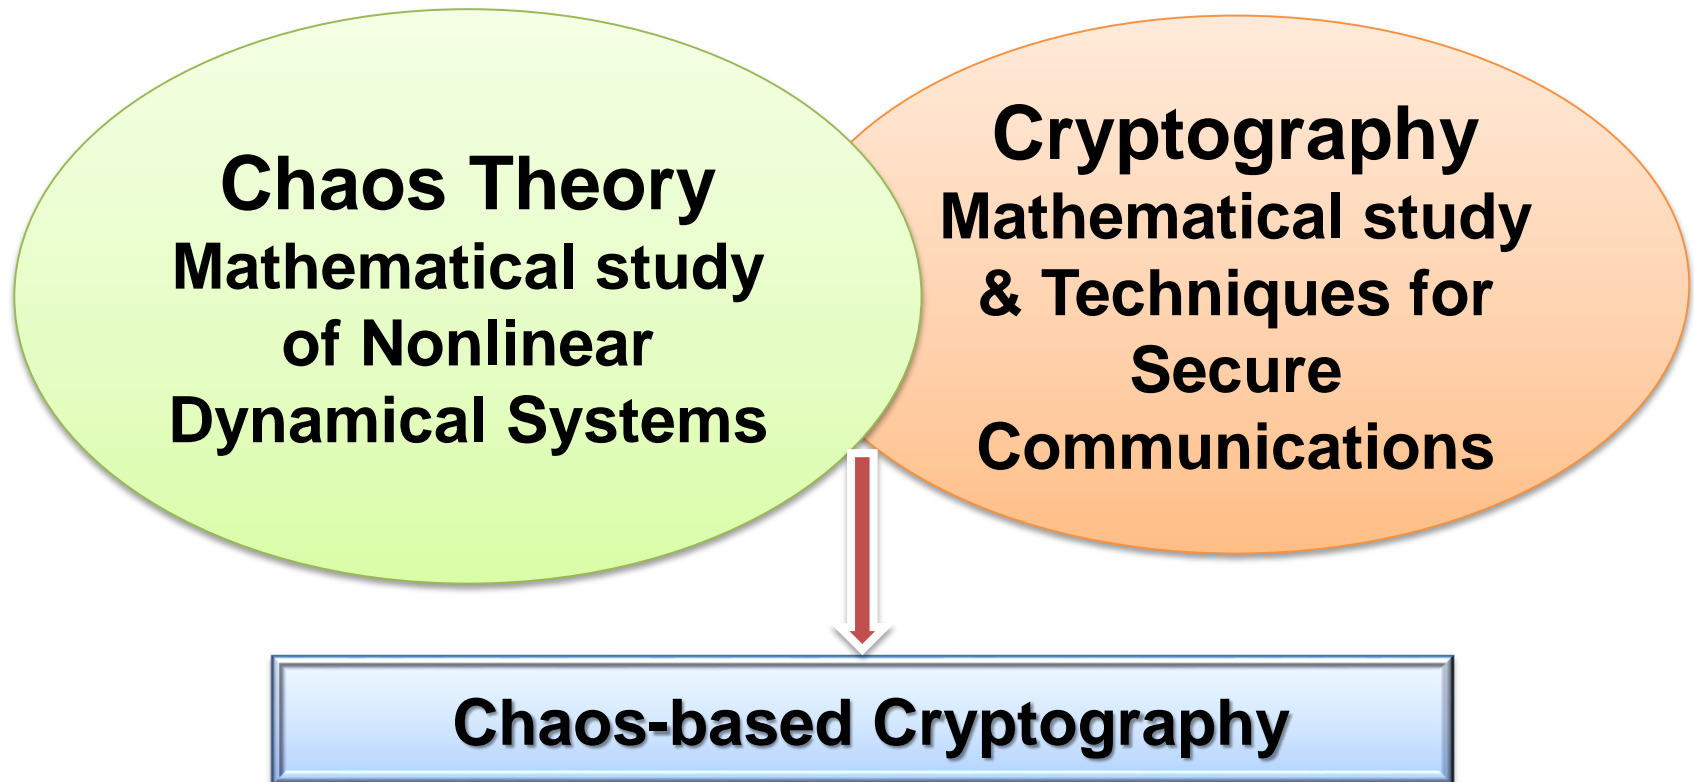 Chaos Theory
Mathematical study
of Nonlinear
Dynamical Systems
Cryptography
Mathematical study
& Techniques for
Secure
Communications
Chaos-based Cryptography